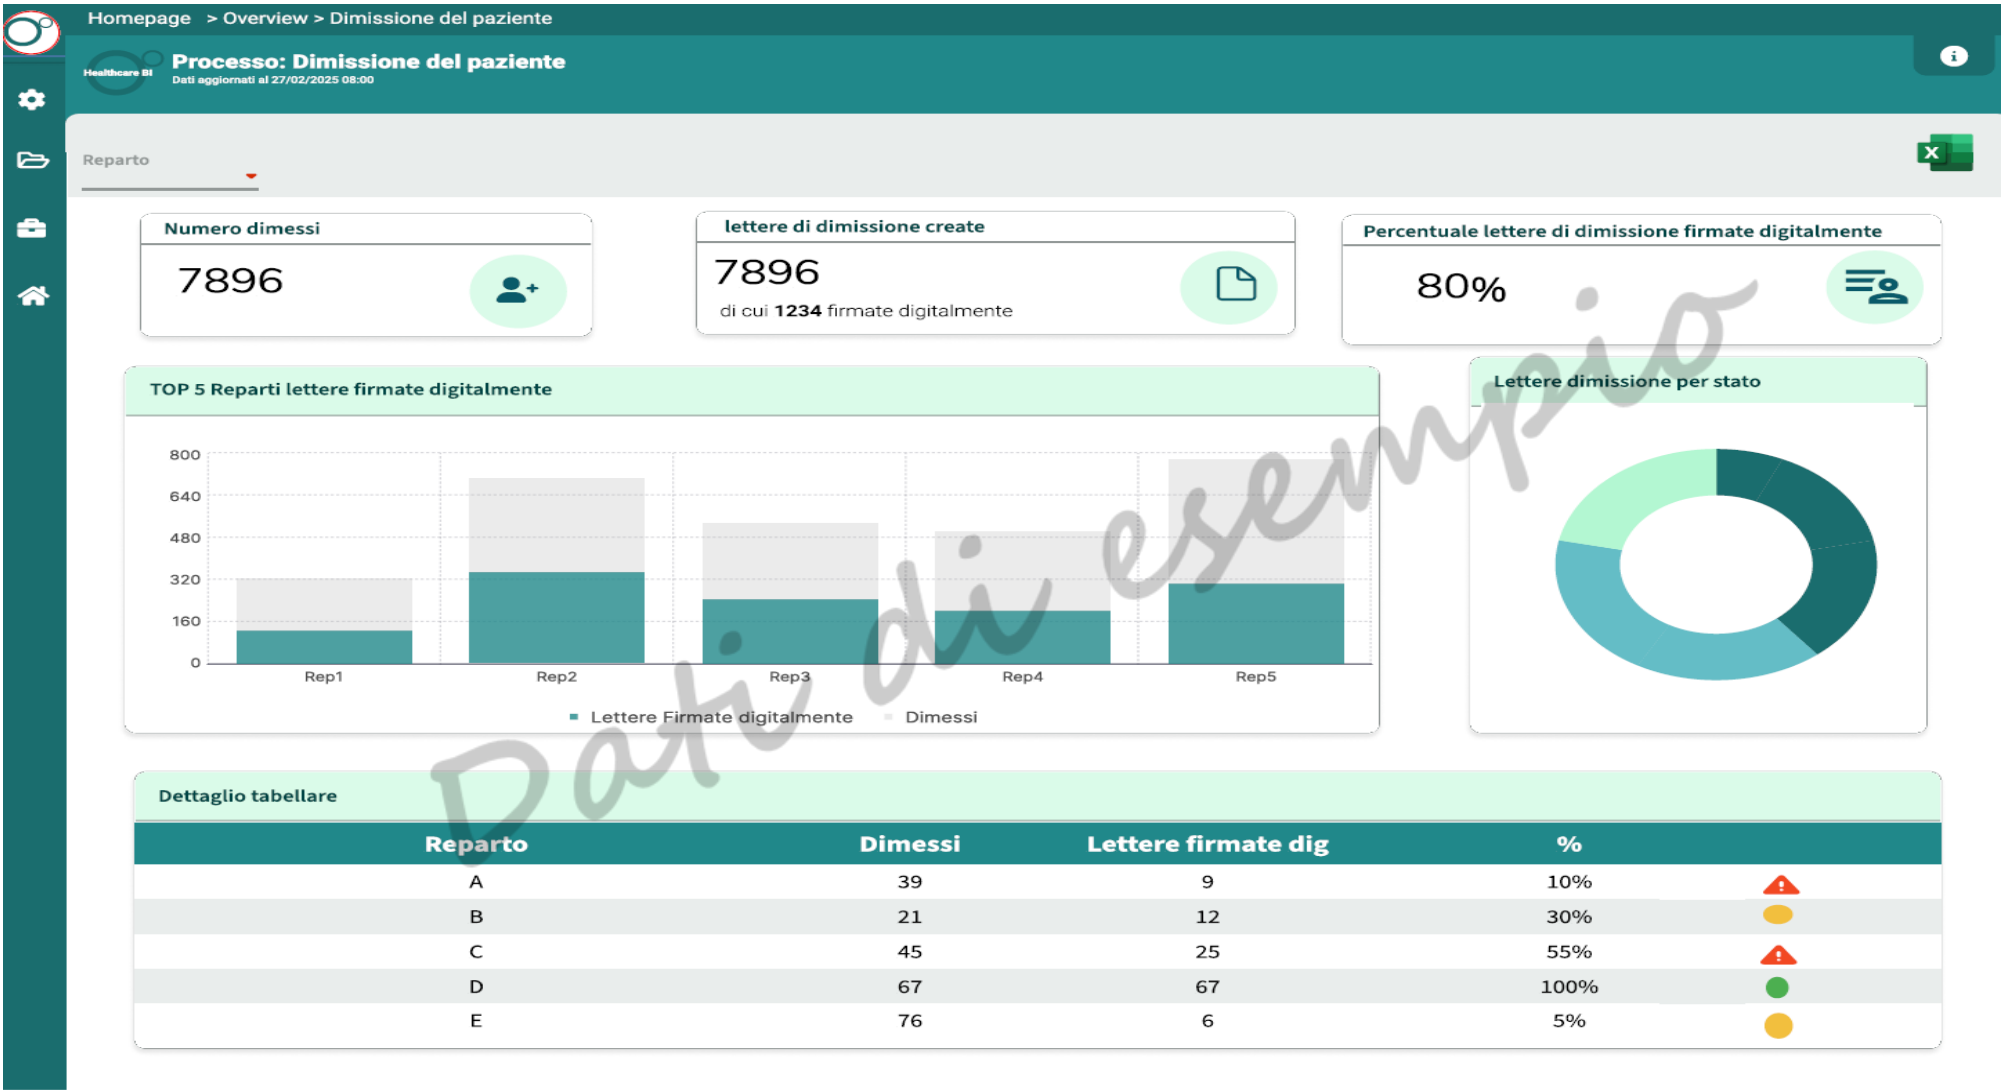 Homepage > Overview > Dimissione del paziente
Healthcare BI
Processo: Dimissione del paziente
Dati aggiornati al 27/02/2025 08:00
Reparto
Numero dimessi
7896
lettere di dimissione create
7896
di cui 1234 firmate digitalmente
Percentuale lettere di dimissione firmate digitalmente
80%
TOP 5 Reparti lettere firmate digitalmente
800
640
480
320
160
0
Rep1 Rep2 Rep3 Rep4 Rep5
Lettere Firmate digitalmente Dimessi
Lettere dimissione per stato
Dati di esempio
Dettaglio tabellare
Reparto Dimessi Lettere firmate dig %
A 39 9 10%
B 21 12 30%
C 45 25 55%
D 67 67 100%
E 76 6 5%